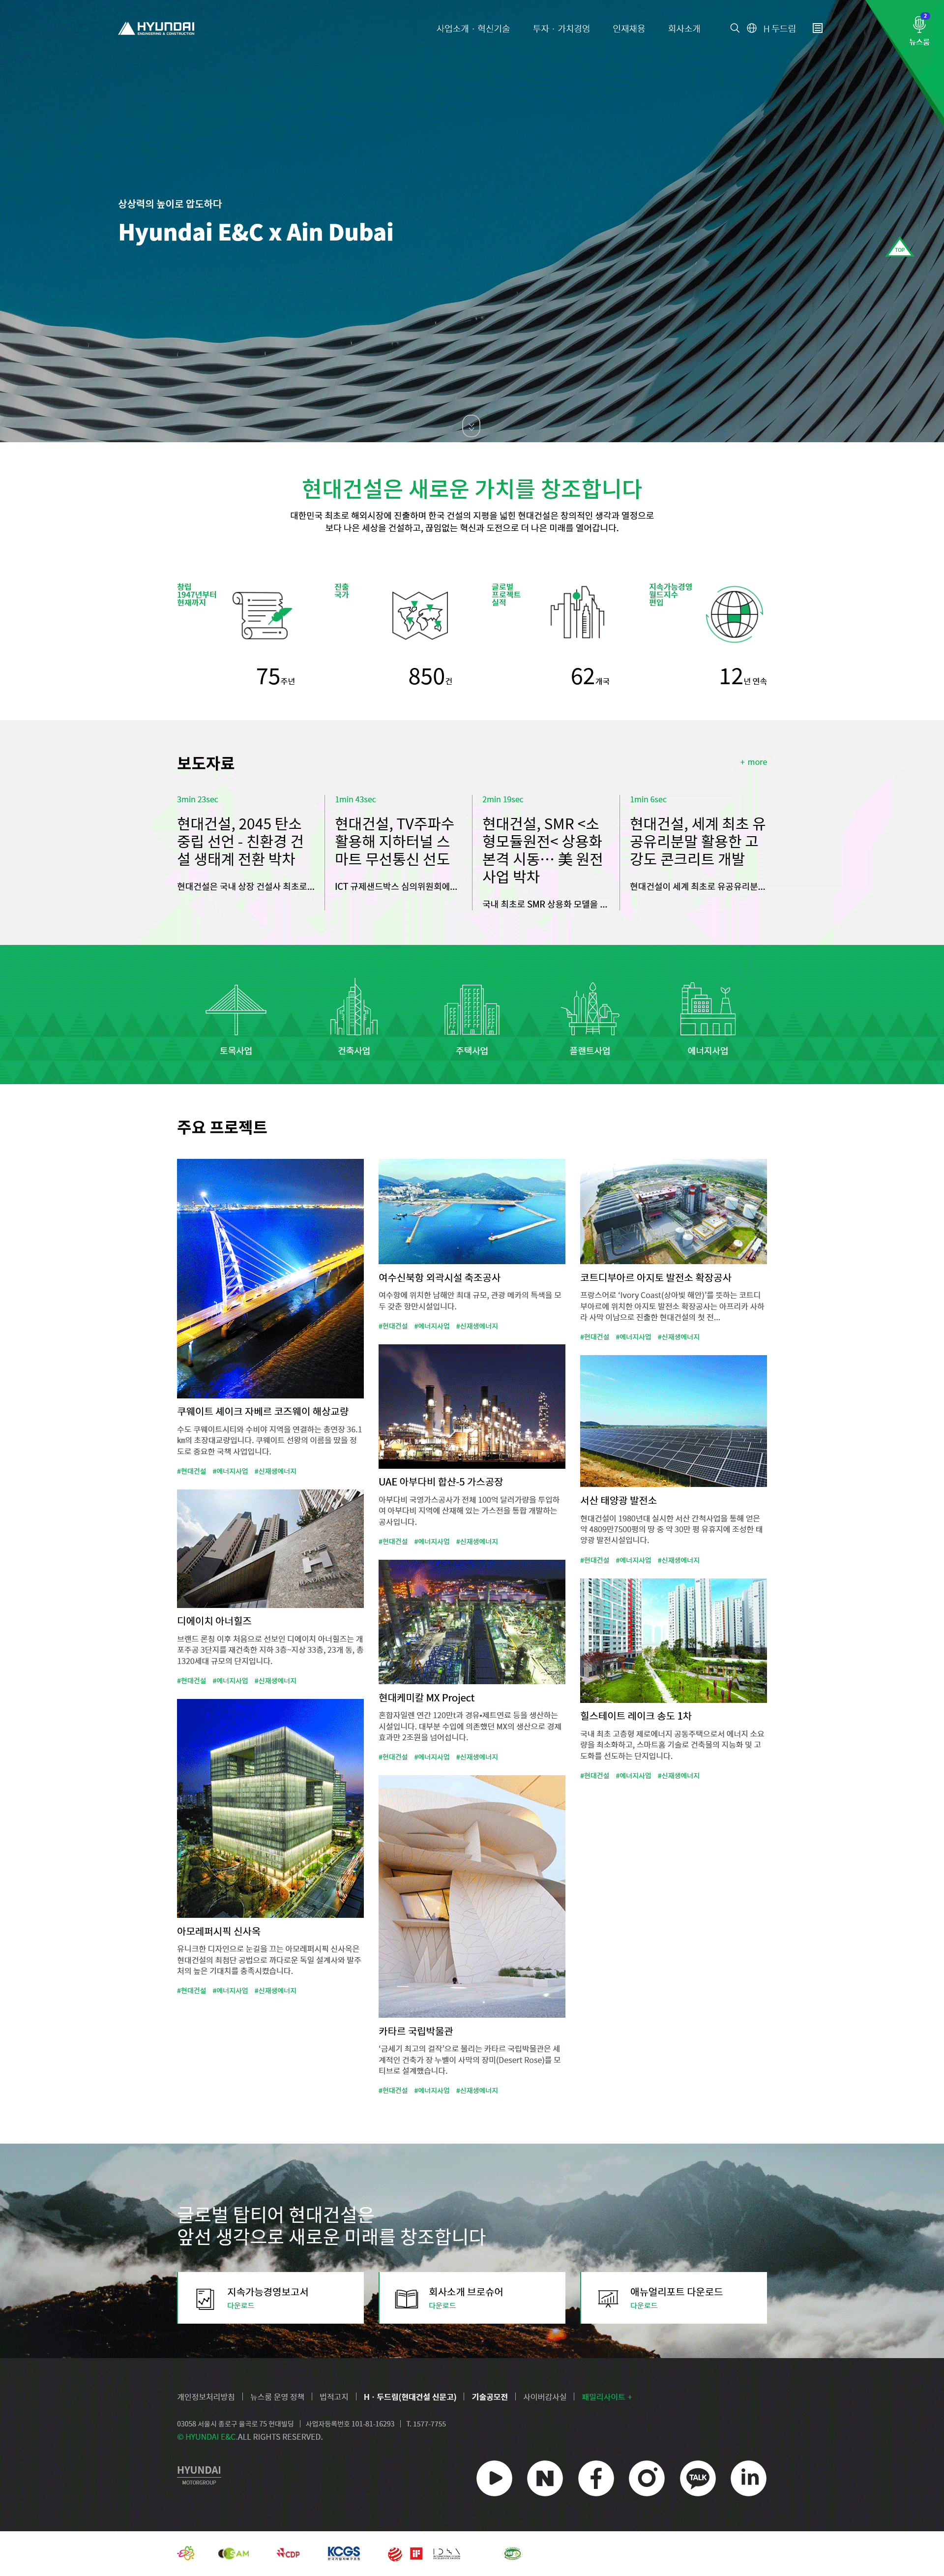 HYUNDAI
ENGINEERING & CONSTRUCTION
사업소개 · 혁신기술
투자 · 가치경영
인재채용
회사소개
H 두드림
2
뉴스룸
상상력의 높이로 압도하다
Hyundai E&C x Ain Dubai
TOP
현대건설은 새로운 가치를 창조합니다
대한민국 최초로 해외시장에 진출하며 한국 건설의 지평을 넓힌 현대건설은 창의적인 생각과 열정으로
보다 나은 세상을 건설하고, 끊임없는 혁신과 도전으로 더 나은 미래를 열어갑니다.
창립
1947년부터
현재까지
75주년
진출
국가
850건
글로벌
프로젝트
실적
62개국
지속가능경영
월드지수
편입
12년 연속
보도자료
+ more
3min 23sec
현대건설, 2045 탄소
중립 선언 - 친환경 건
설 생태계 전환 박차
현대건설은 국내 상장 건설사 최초로...
1min 43sec
현대건설, TV주파수
활용해 지하터널 스
마트 무선통신 선도
ICT 규제샌드박스 심의위원회에...
2min 19sec
현대건설, SMR <소
형모듈원전< 상용화
본격 시동… 美 원전
사업 박차
국내 최초로 SMR 상용화 모델을 ...
1min 6sec
현대건설, 세계 최초 유
공유리분말 활용한 고
강도 콘크리트 개발
현대건설이 세계 최초로 유공유리분...
토목사업
건축사업
주택사업
플랜트사업
에너지사업
주요 프로젝트
쿠웨이트 셰이크 자베르 코즈웨이 해상교량
수도 쿠웨이트시티와 수비야 지역을 연결하는 총연장 36.1
㎞의 초장대교량입니다. 쿠웨이트 선왕의 이름을 땄을 정
도로 중요한 국책 사업입니다.
#현대건설 #에너지사업 #신재생에너지
디에이치 아너힐즈
브랜드 론칭 이후 처음으로 선보인 디에이치 아너힐즈는 개
포주공 3단지를 재건축한 지하 3층~지상 33층, 23개 동, 총
1320세대 규모의 단지입니다.
#현대건설 #에너지사업 #신재생에너지
아모레퍼시픽 신사옥
유니크한 디자인으로 눈길을 끄는 아모레퍼시픽 신사옥은
현대건설의 최첨단 공법으로 까다로운 독일 설계사와 발주
처의 높은 기대치를 충족시켰습니다.
#현대건설 #에너지사업 #신재생에너지
여수신북항 외곽시설 축조공사
여수항에 위치한 남해안 최대 규모, 관광 메카의 특색을 모
두 갖춘 항만시설입니다.
#현대건설 #에너지사업 #신재생에너지
UAE 아부다비 합샨-5 가스공장
아부다비 국영가스공사가 전체 100억 달러가량을 투입하
여 아부다비 지역에 산재해 있는 가스전을 통합 개발하는
공사입니다.
#현대건설 #에너지사업 #신재생에너지
현대케미칼 MX Project
혼합자일렌 연간 120만t과 경유•제트연료 등을 생산하는
시설입니다. 대부분 수입에 의존했던 MX의 생산으로 경제
효과만 2조원을 넘어섭니다.
#현대건설 #에너지사업 #신재생에너지
카타르 국립박물관
‘금세기 최고의 걸작’으로 불리는 카타르 국립박물관은 세
계적인 건축가 장 누벨이 사막의 장미(Desert Rose)를 모
티브로 설계했습니다.
#현대건설 #에너지사업 #신재생에너지
코트디부아르 아지토 발전소 확장공사
프랑스어로 ‘Ivory Coast(상아빛 해안)’를 뜻하는 코트디
부아르에 위치한 아지토 발전소 확장공사는 아프리카 사하
라 사막 이남으로 진출한 현대건설의 첫 전...
#현대건설 #에너지사업 #신재생에너지
서산 태양광 발전소
현대건설이 1980년대 실시한 서산 간척사업을 통해 얻은
약 4809만7500평의 땅 중 약 30만 평 유휴지에 조성한 태
양광 발전시설입니다.
#현대건설 #에너지사업 #신재생에너지
힐스테이트 레이크 송도 1차
국내 최초 고층형 제로에너지 공동주택으로서 에너지 소요
량을 최소화하고, 스마트홈 기술로 건축물의 지능화 및 고
도화를 선도하는 단지입니다.
#현대건설 #에너지사업 #신재생에너지
글로벌 탑티어 현대건설은
앞선 생각으로 새로운 미래를 창조합니다
지속가능경영보고서
다운로드
회사소개 브로슈어
다운로드
애뉴얼리포트 다운로드
다운로드
개인정보처리방침
뉴스룸 운영 정책
법적고지
H · 두드림(현대건설 신문고)
기술공모전
사이버감사실
패밀리사이트 +
03058 서울시 종로구 율곡로 75 현대빌딩
사업자등록번호 101-81-16293
T. 1577-7755
© HYUNDAI E&C.ALL RIGHTS RESERVED.
HYUNDAI
MOTORGROUP
N
f
TALK
in
CDP
KCGS
iF